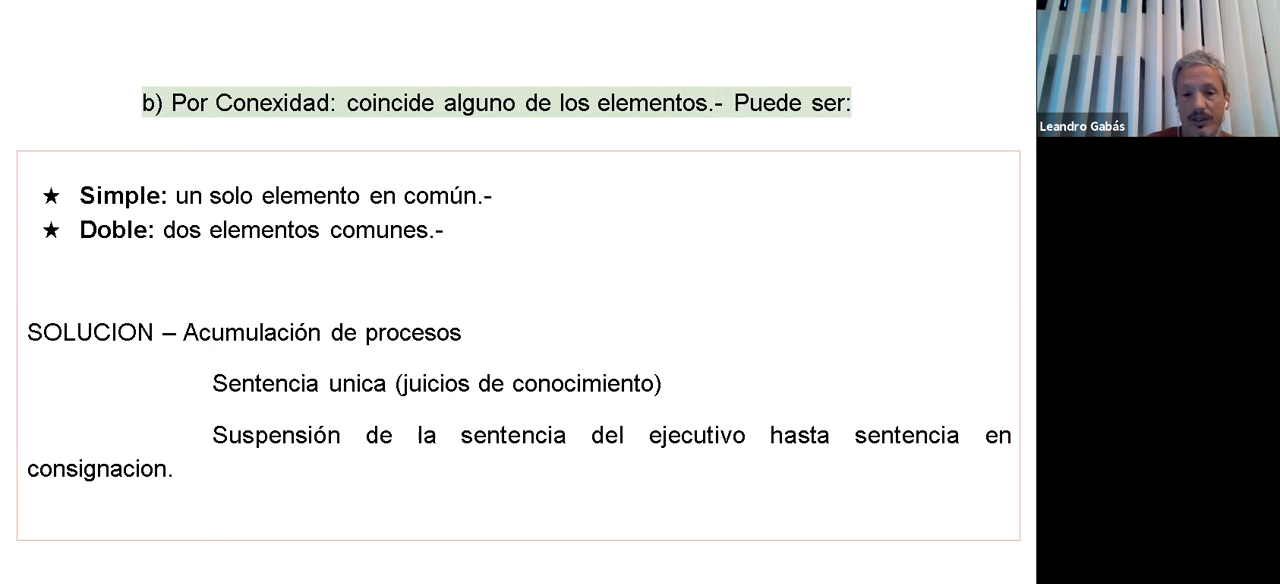 b) Por Conexidad: coincide alguno de los elementos.- Puede ser:
★ Simple: un solo elemento en común.-
★ Doble: dos elementos comunes.-
SOLUCION – Acumulación de procesos
Sentencia unica (juicios de conocimiento)
Suspensión de la sentencia del ejecutivo hasta sentencia en
consignacion.
Leandro Gabás